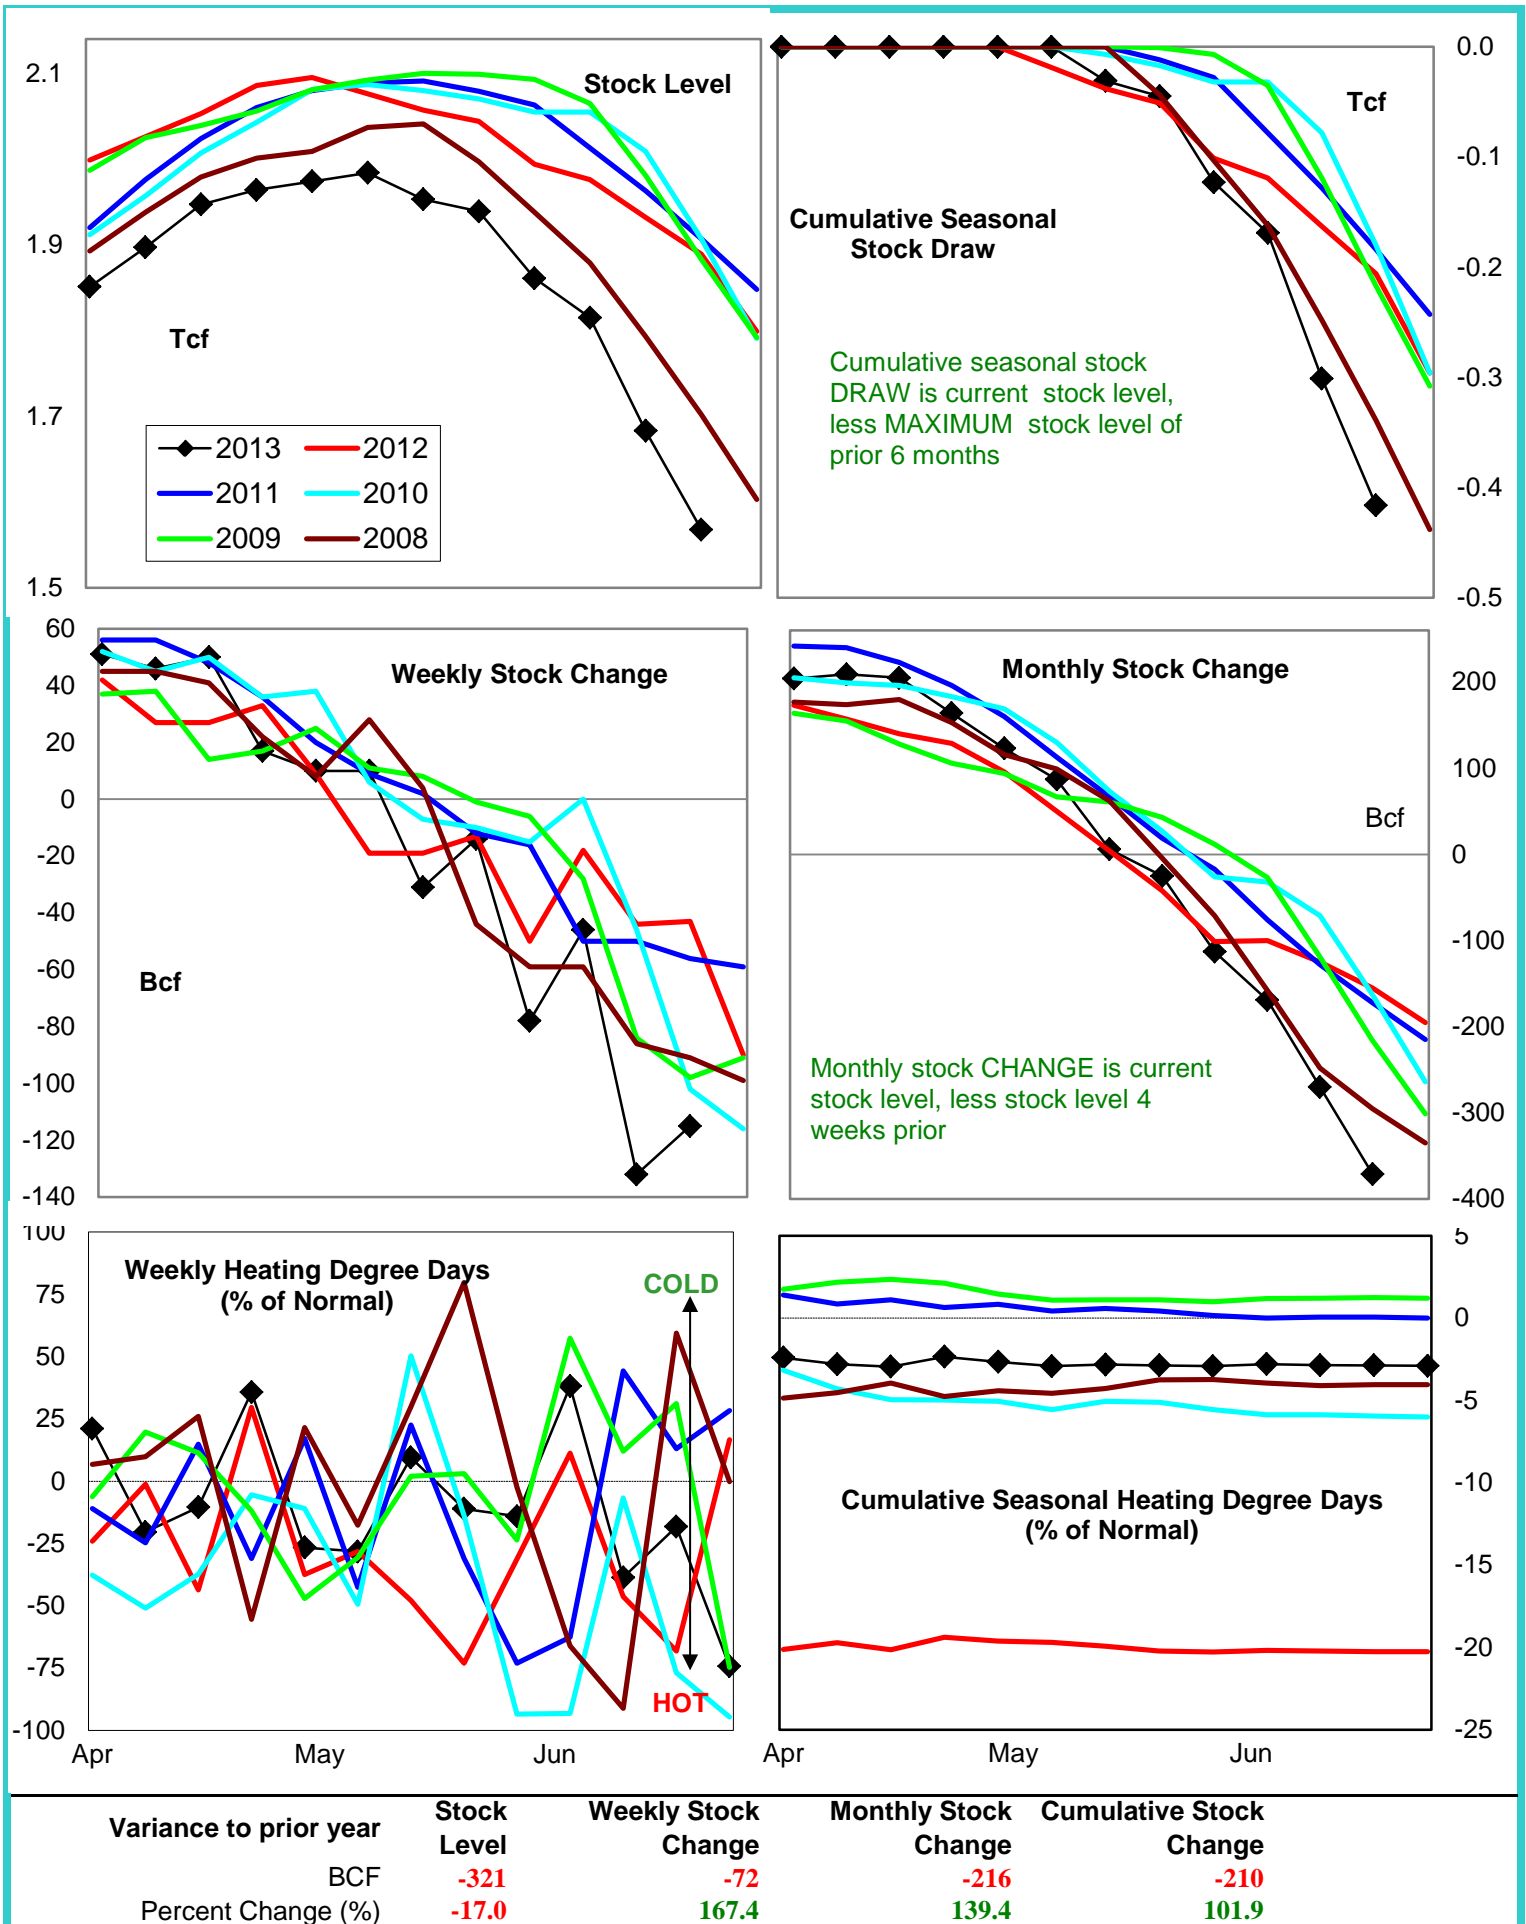 2.1
1.9
1.7
1.5
Stock Level
Tcf
2013 2012
2011 2010
2009 2008
0.0
-0.1
-0.2
-0.3
-0.4
-0.5
Tcf
Cumulative Seasonal
Stock Draw
Cumulative seasonal stock
DRAW is current stock level,
less MAXIMUM stock level of
prior 6 months
60
40
20
0
-20
-40
-60
-80
-100
-120
-140
Weekly Stock Change
Bcf
Monthly Stock Change
200
100
0
-100
-200
-300
-400
Bcf
Monthly stock CHANGE is current
stock level, less stock level 4
weeks prior
100
75
50
25
0
-25
-50
-75
-100
Weekly Heating Degree Days
(% of Normal)
COLD
HOT
Apr May Jun
5
0
-5
-10
-15
-20
-25
Cumulative Seasonal Heating Degree Days
(% of Normal)
Apr May Jun
Variance to prior year
Stock Weekly Stock Monthly Stock Cumulative Stock
Level Change Change Change
BCF -321 -72 -216 -210
Percent Change (%) -17.0 167.4 139.4 101.9